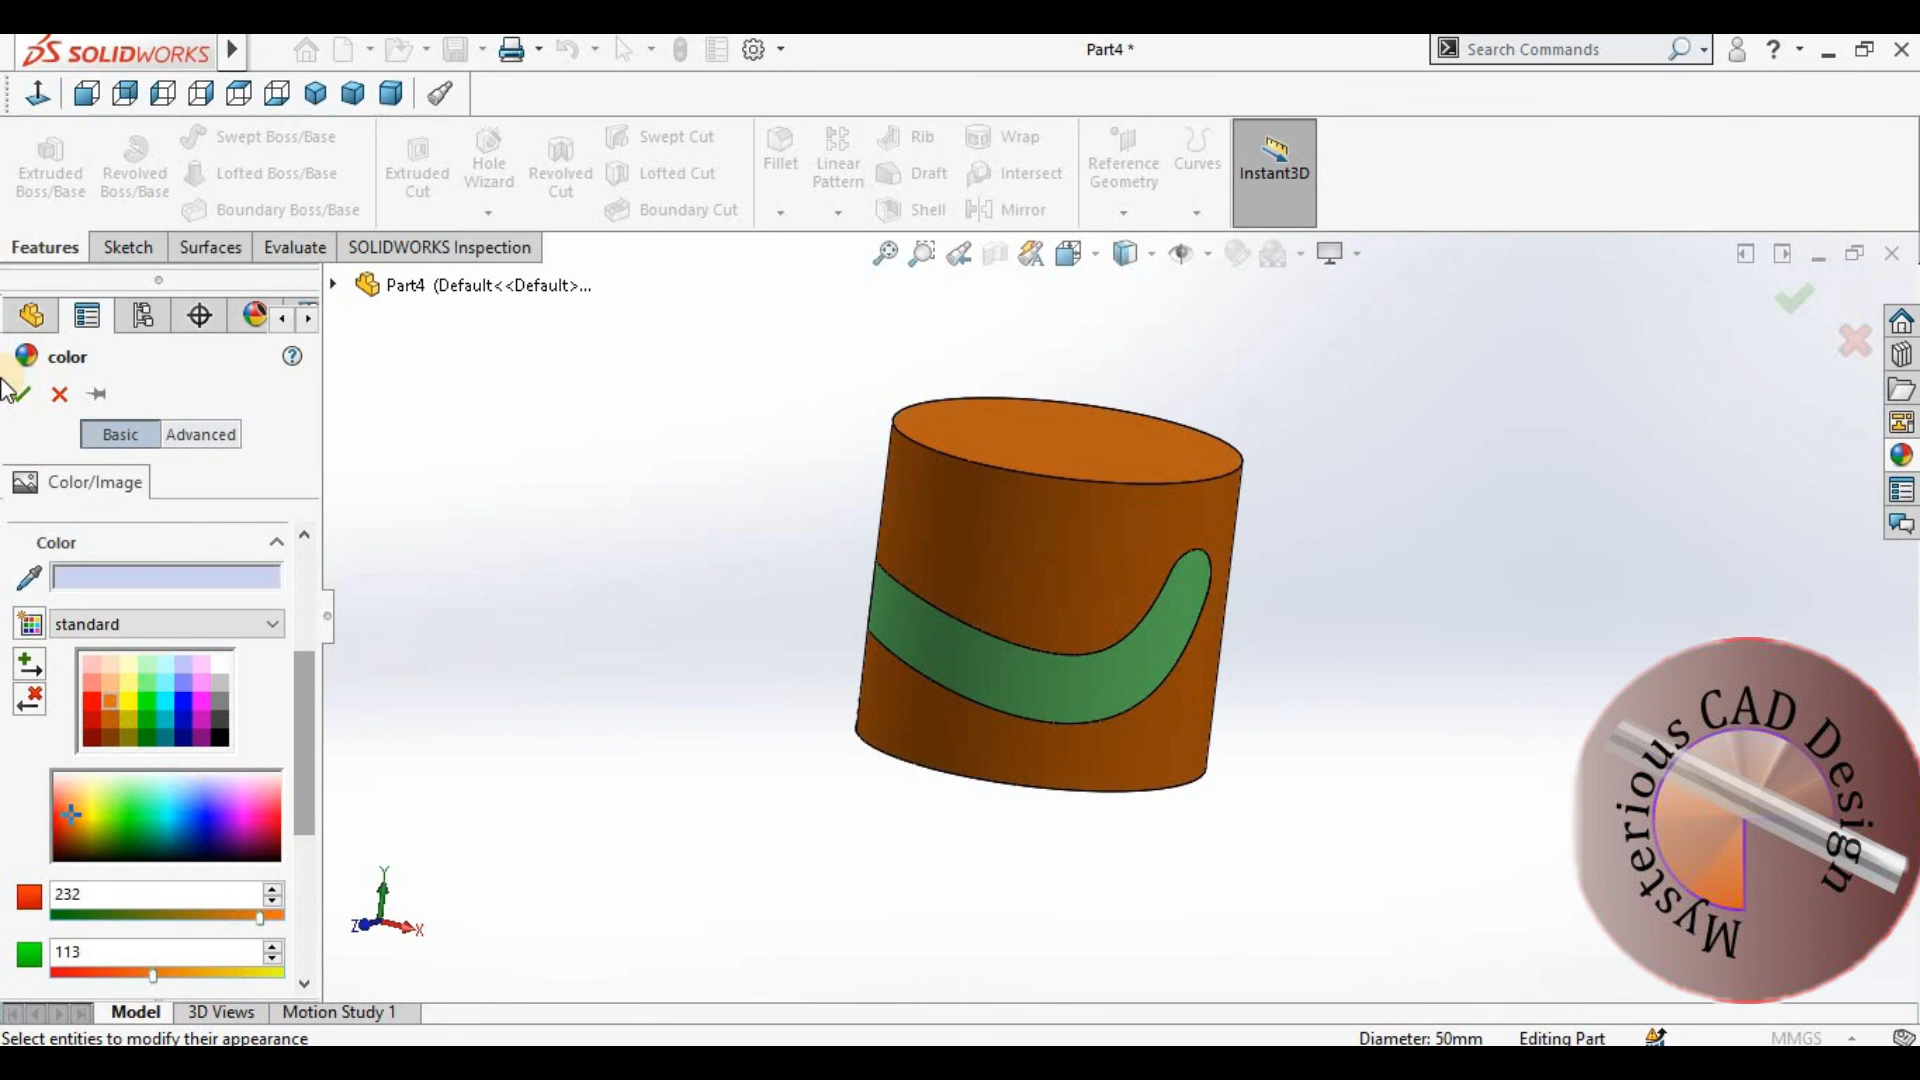 SOLIDWORKS
Part4 *
Search Commands
Extruded Boss/Base
Revolved Boss/Base
Swept Boss/Base
Lofted Boss/Base
Boundary Boss/Base
Extruded Cut
Hole Wizard
Revolved Cut
Swept Cut
Lofted Cut
Boundary Cut
Fillet
Linear Pattern
Rib
Draft
Shell
Wrap
Intersect
Mirror
Reference Geometry
Curves
Instant3D
Features
Sketch
Surfaces
Evaluate
SOLIDWORKS Inspection
Part4 (Default<<Default>...
color
Basic
Advanced
Color/Image
Color
standard
232
113
Y
Z
X
Mysterious CAD Design
Model
3D Views
Motion Study 1
Select entities to modify their appearance
Diameter: 50mm
Editing Part
MMGS